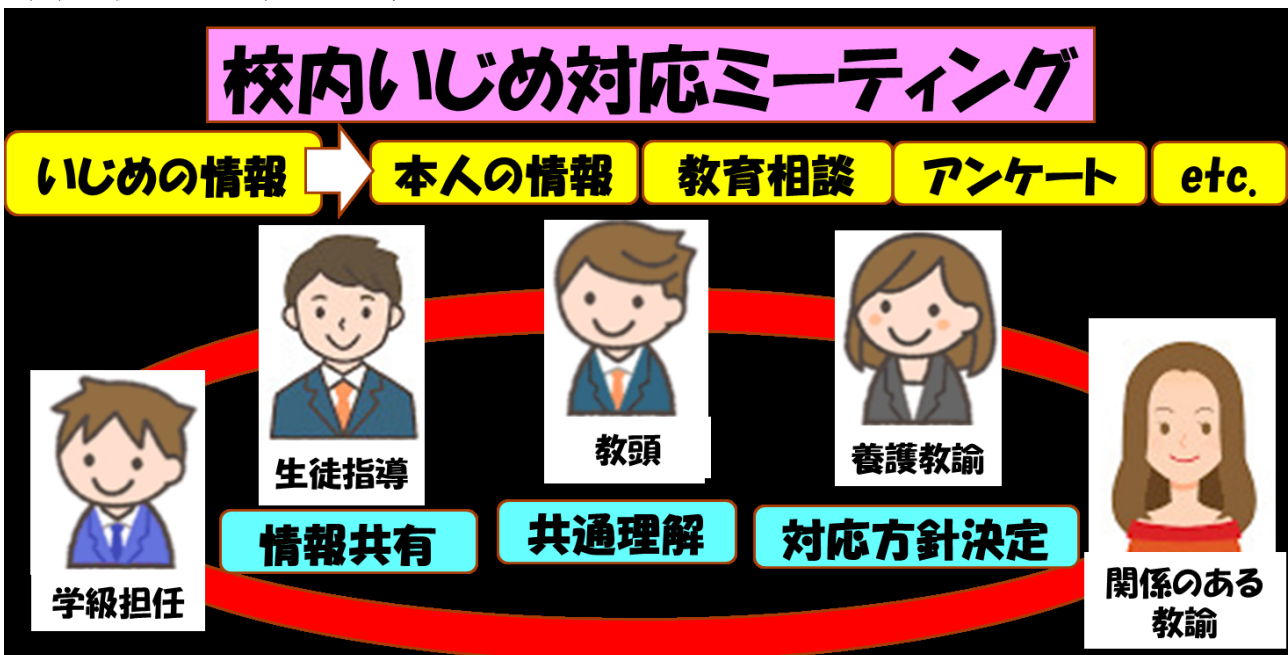 校内いじめ対応ミーティング
いじめの情報
本人の情報
教育相談
アンケート
etc.
生徒指導
教頭
養護教諭
学級担任
情報共有
共通理解
対応方針決定
関係のある
教諭